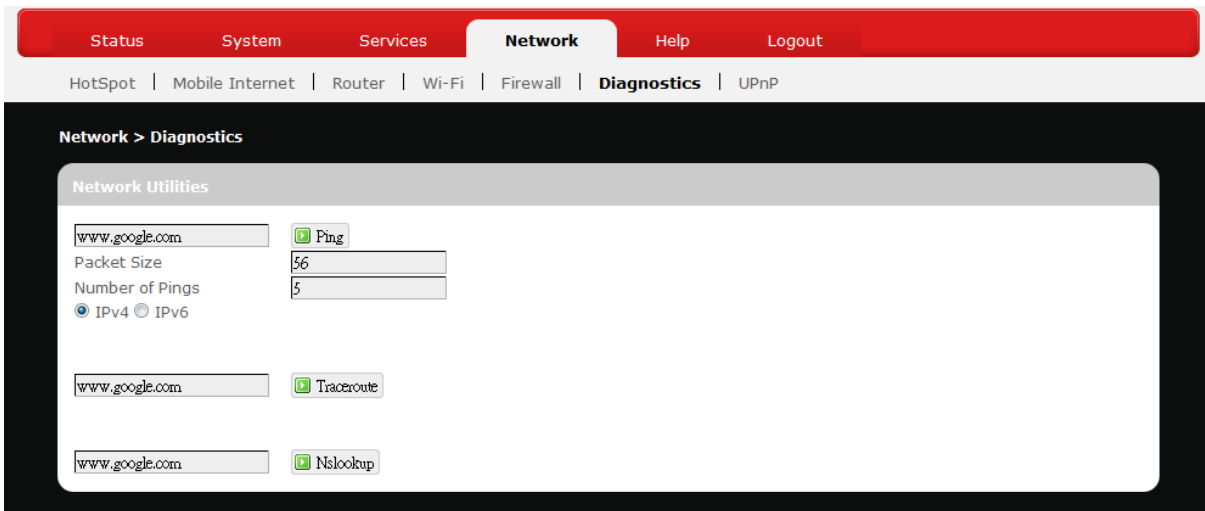 Status System Services Network Help Logout
HotSpot | Mobile Internet | Router | Wi-Fi | Firewall | Diagnostics | UPnP
Network > Diagnostics
Network Utilities
www.google.com Ping
Packet Size 56
Number of Pings 5
IPv4 IPv6
www.google.com Traceroute
www.google.com Nslookup